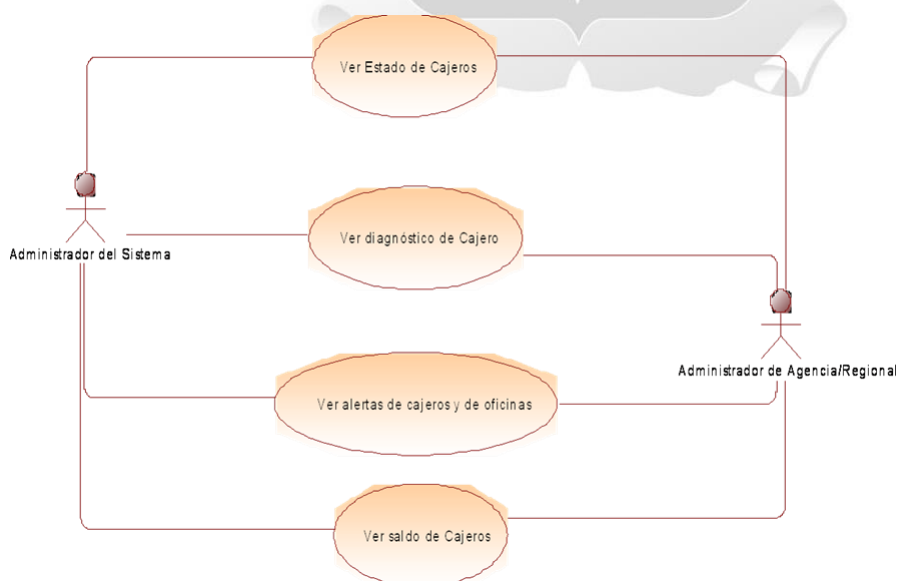 Ver Estado de Cajeros
Ver diagnóstico de Cajero
Administrador del Sistema
Administrador de Agencia/Regional
Ver alertas de cajeros y de oficinas
Ver saldo de Cajeros